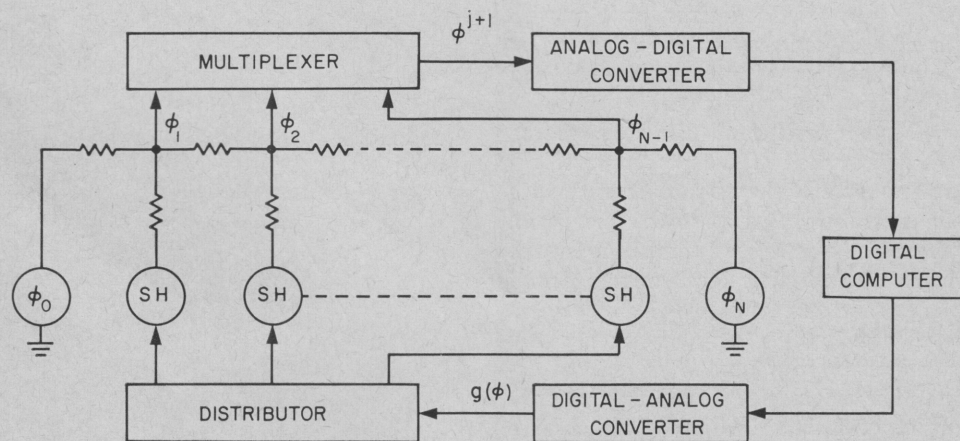 ϕ^{j+1}
MULTIPLEXER
ANALOG – DIGITAL
CONVERTER
ϕ_1
ϕ_2
ϕ_{N–1}
DIGITAL
COMPUTER
ϕ_0
SH
SH
SH
ϕ_N
g(ϕ)
DISTRIBUTOR
DIGITAL – ANALOG
CONVERTER